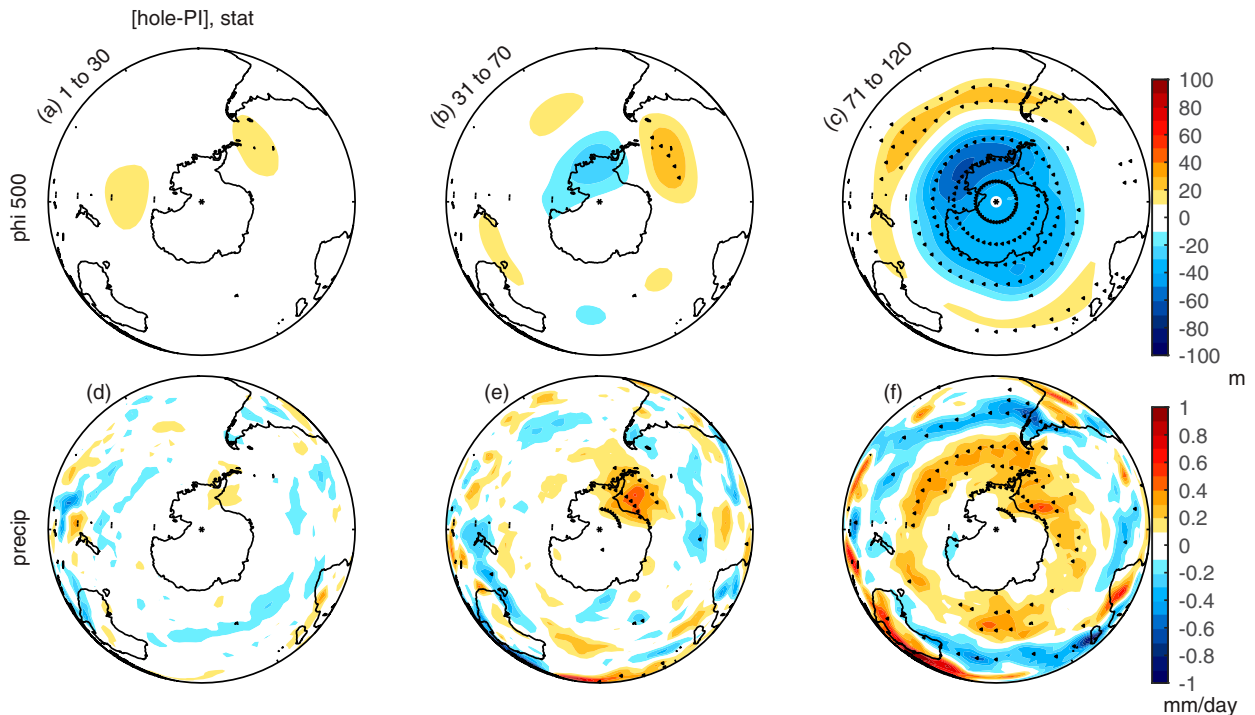 [hole-PI], stat
(a) 1 to 30
(b) 31 to 70
(c) 71 to 120
phi 500
100
80
60
40
20
0
-20
-40
-60
-80
-100
m
(d)
(e)
(f)
precip
1
0.8
0.6
0.4
0.2
0
-0.2
-0.4
-0.6
-0.8
-1
mm/day